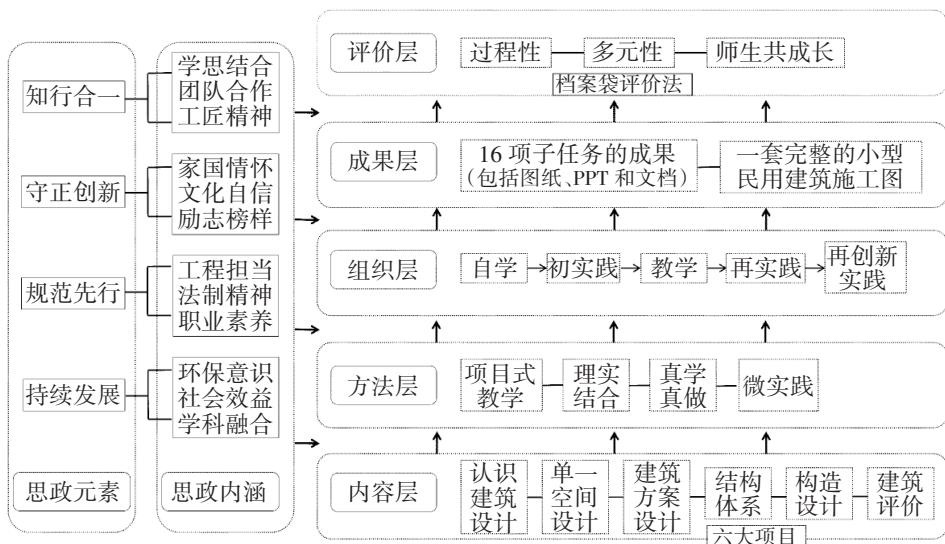 知行合一
学思结合
团队合作
工匠精神
守正创新
家国情怀
文化自信
励志榜样
规范先行
工程担当
法制精神
职业素养
持续发展
环保意识
社会效益
学科融合
思政元素
思政内涵
评价层
过程性
多元性
师生共成长
档案袋评价法
成果层
16 项子任务的成果
(包括图纸、PPT 和文档)
一套完整的小型
民用建筑施工图
组织层
自学
初实践
教学
再实践
再创新
实践
方法层
项目式
教学
理实
结合
真学
真做
微实践
内容层
认识
建筑
设计
单一
空间
设计
建筑
方案
设计
结构
体系
构造
设计
建筑
评价
六大项目